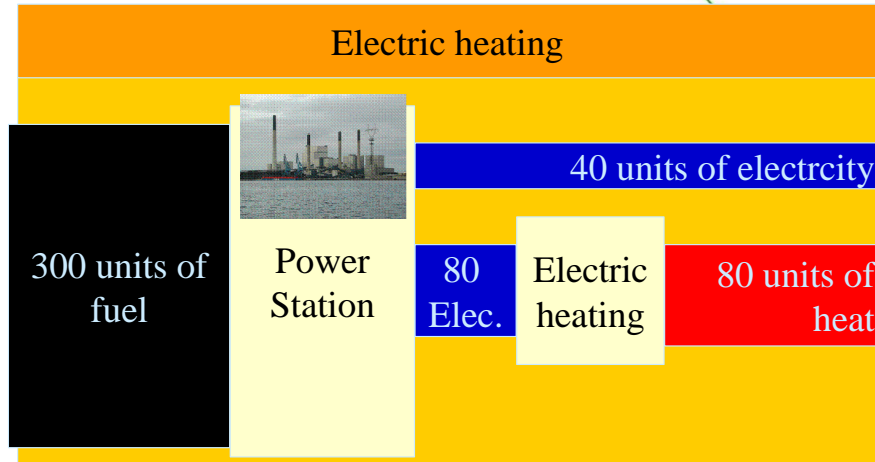 Electric heating
40 units of electrcity
300 units of
fuel
Power
Station
80
Elec.
Electric
heating
80 units of
heat